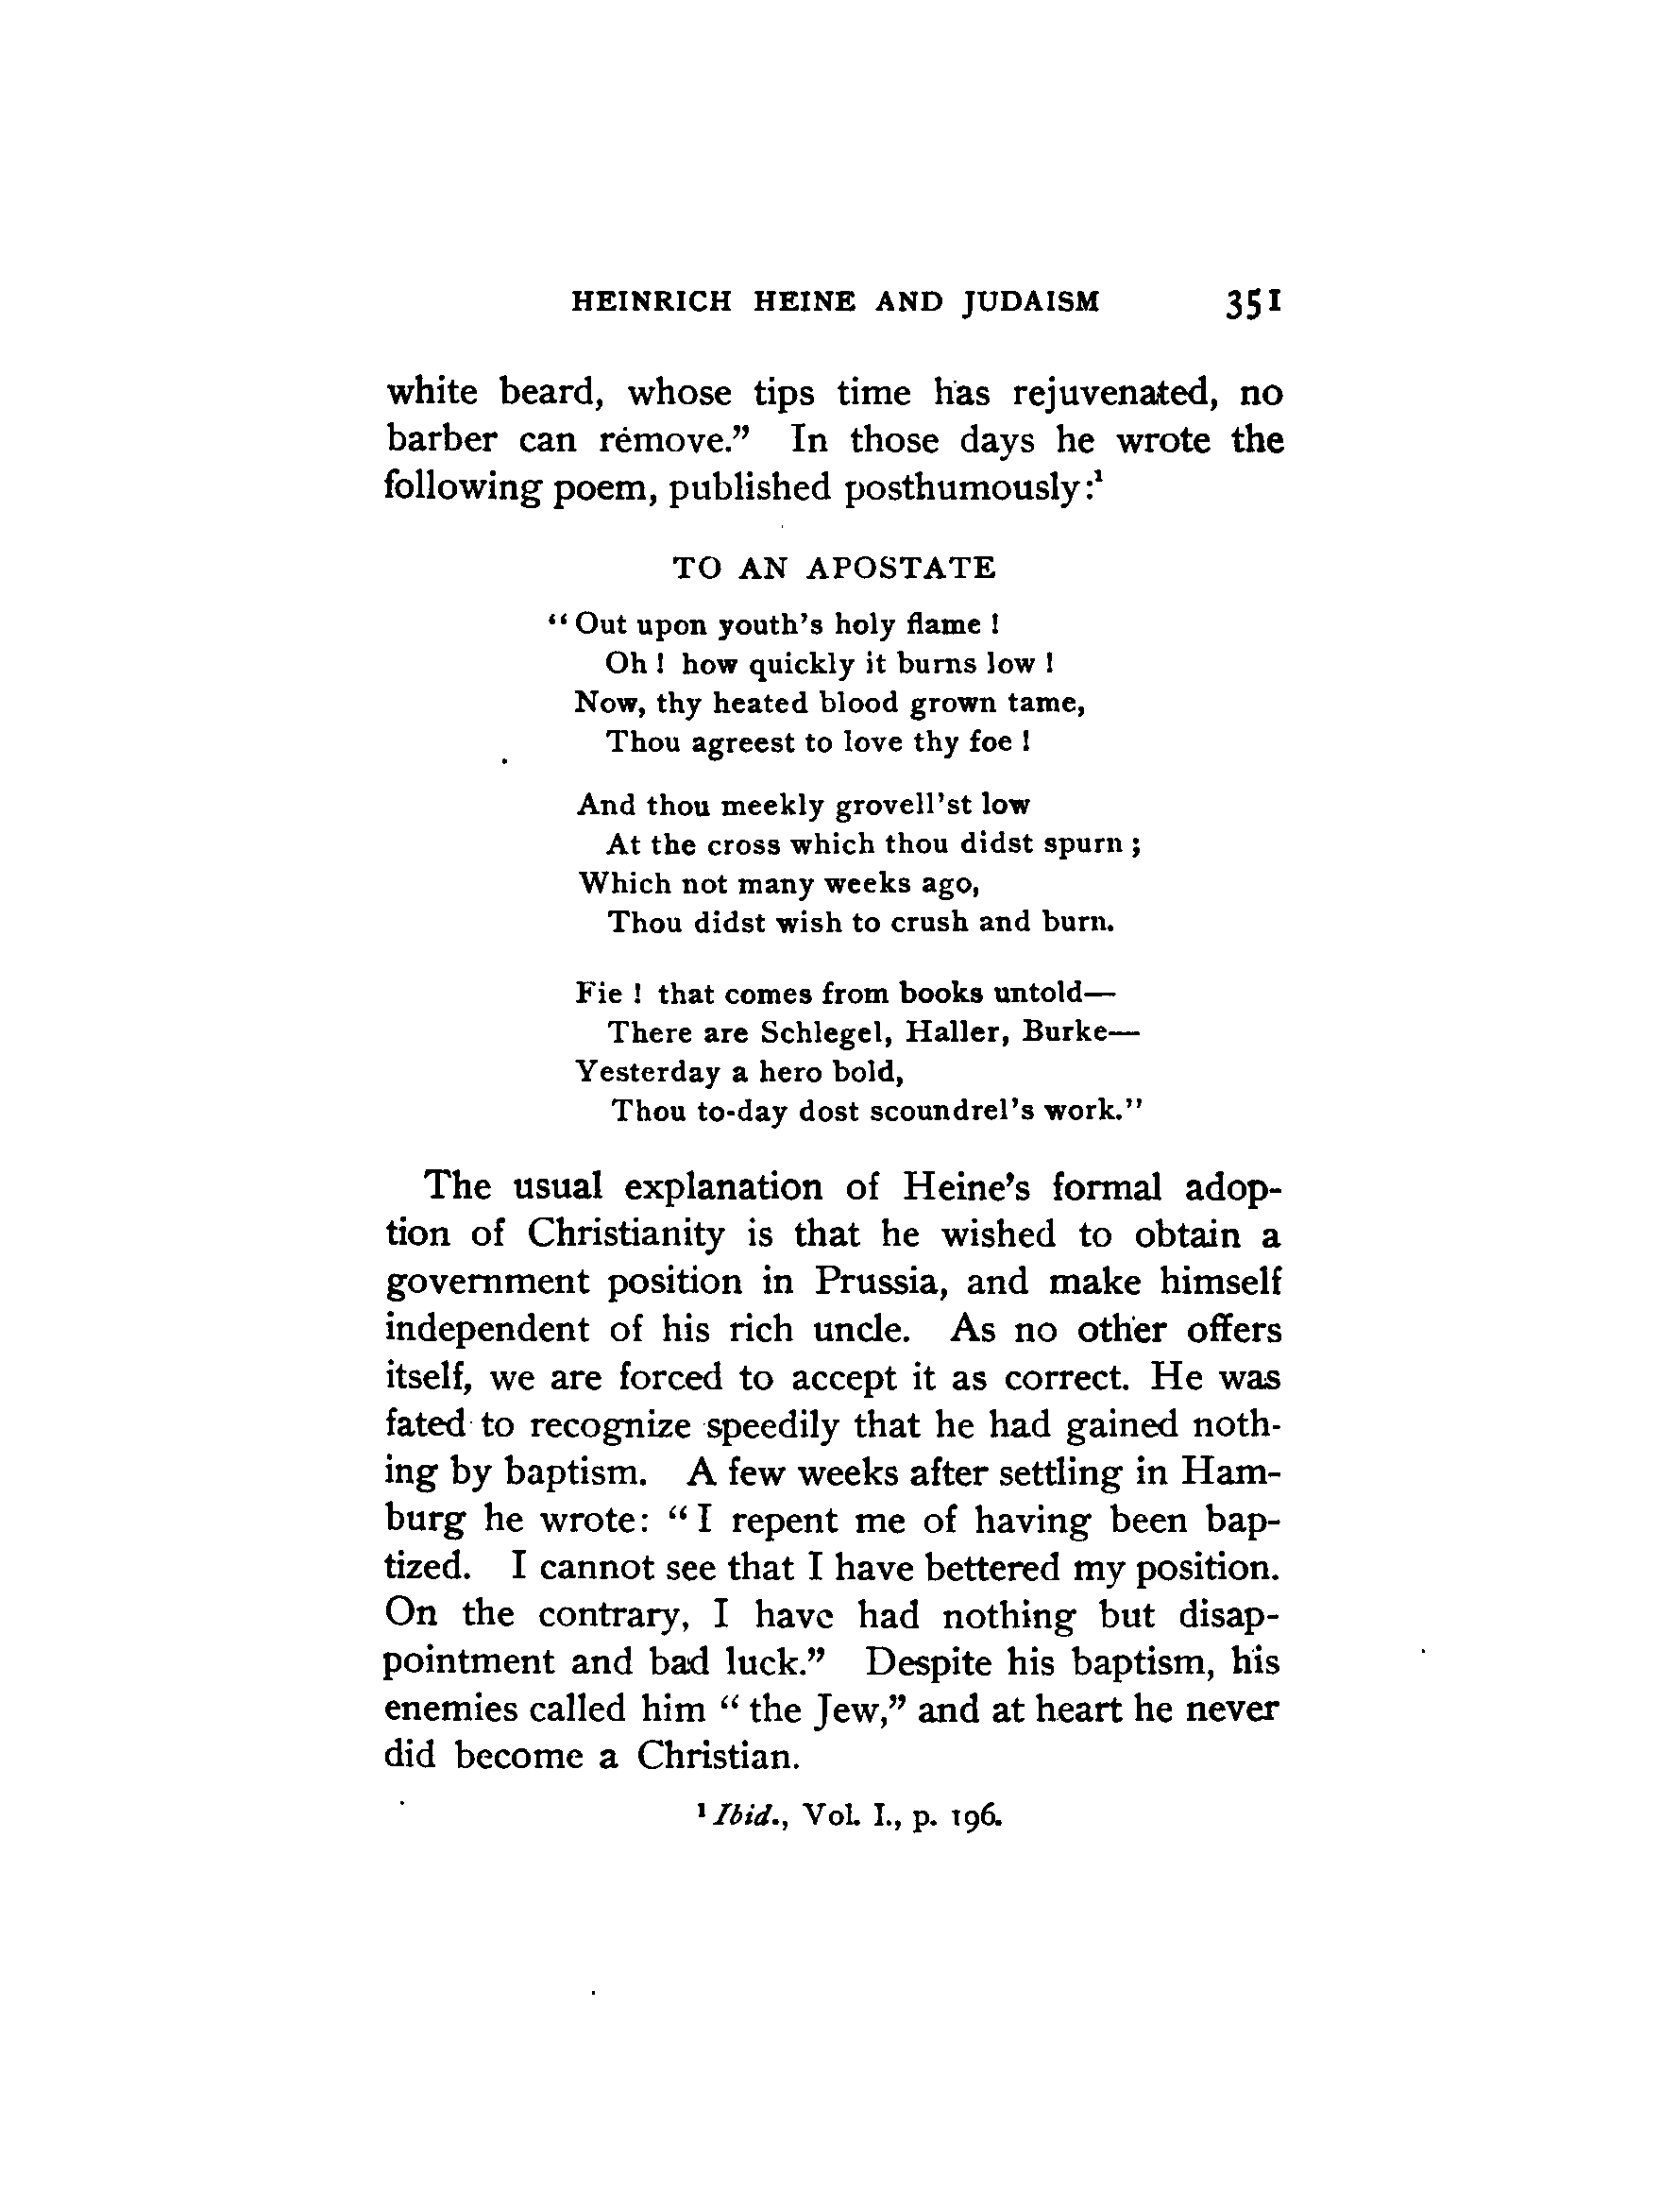 HEINRICH HEINE AND JUDAISM 351
white beard, whose tips time has rejuvenated, no
barber can remove.” In those days he wrote the
following poem, published posthumously:¹
TO AN APOSTATE
“Out upon youth’s holy flame !
Oh ! how quickly it burns low !
Now, thy heated blood grown tame,
Thou agreest to love thy foe !
And thou meekly grovell’st low
At the cross which thou didst spurn ;
Which not many weeks ago,
Thou didst wish to crush and burn.
Fie ! that comes from books untold—
There are Schlegel, Haller, Burke—
Yesterday a hero bold,
Thou to-day dost scoundrel’s work.”
The usual explanation of Heine’s formal adop-
tion of Christianity is that he wished to obtain a
government position in Prussia, and make himself
independent of his rich uncle. As no other offers
itself, we are forced to accept it as correct. He was
fated to recognize speedily that he had gained noth-
ing by baptism. A few weeks after settling in Ham-
burg he wrote: “I repent me of having been bap-
tized. I cannot see that I have bettered my position.
On the contrary, I have had nothing but disap-
pointment and bad luck.” Despite his baptism, his
enemies called him “the Jew,” and at heart he never
did become a Christian.
¹ Ibid., Vol. I., p. 196.